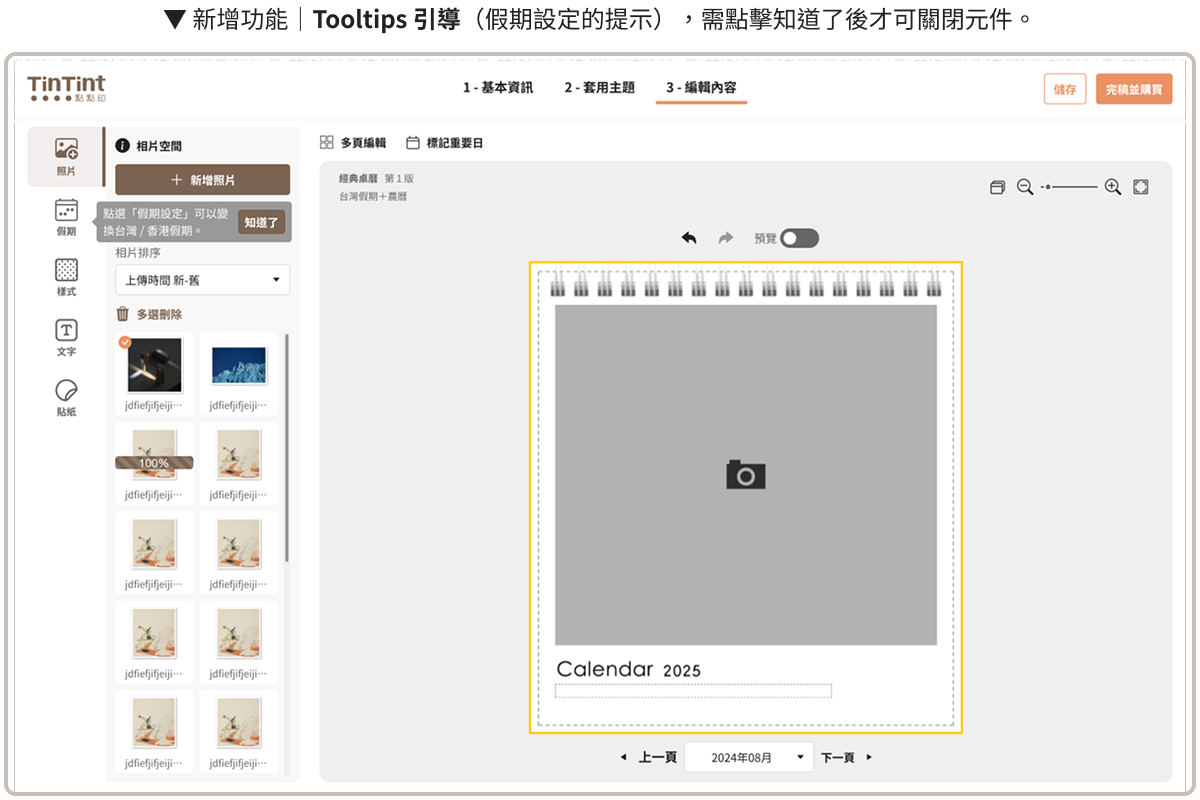 ▼ 新增功能｜Tooltips 引導（假期設定的提示），需點擊知道了後才可關閉元件。
TinTint
點點印
1 - 基本資訊
2 - 套用主題
3 - 編輯內容
儲存
完稿並購買
照片
假期
樣式
文字
貼紙
相片空間
＋ 新增照片
點選「假期設定」可以變
換台灣 / 香港假期。
知道了
相片排序
上傳時間 新-舊
多選刪除
jdfiefjifjeiji⋯
jdfiefjifjeiji⋯
100%
jdfiefjifjeiji⋯
jdfiefjifjeiji⋯
jdfiefjifjeiji⋯
jdfiefjifjeiji⋯
jdfiefjifjeiji⋯
jdfiefjifjeiji⋯
jdfiefjifjeiji⋯
jdfiefjifjeiji⋯
多頁編輯
標記重要日
經典桌曆 第 1 版
台灣假期＋農曆
預覽
Calendar 2025
上一頁
2024年08月
下一頁